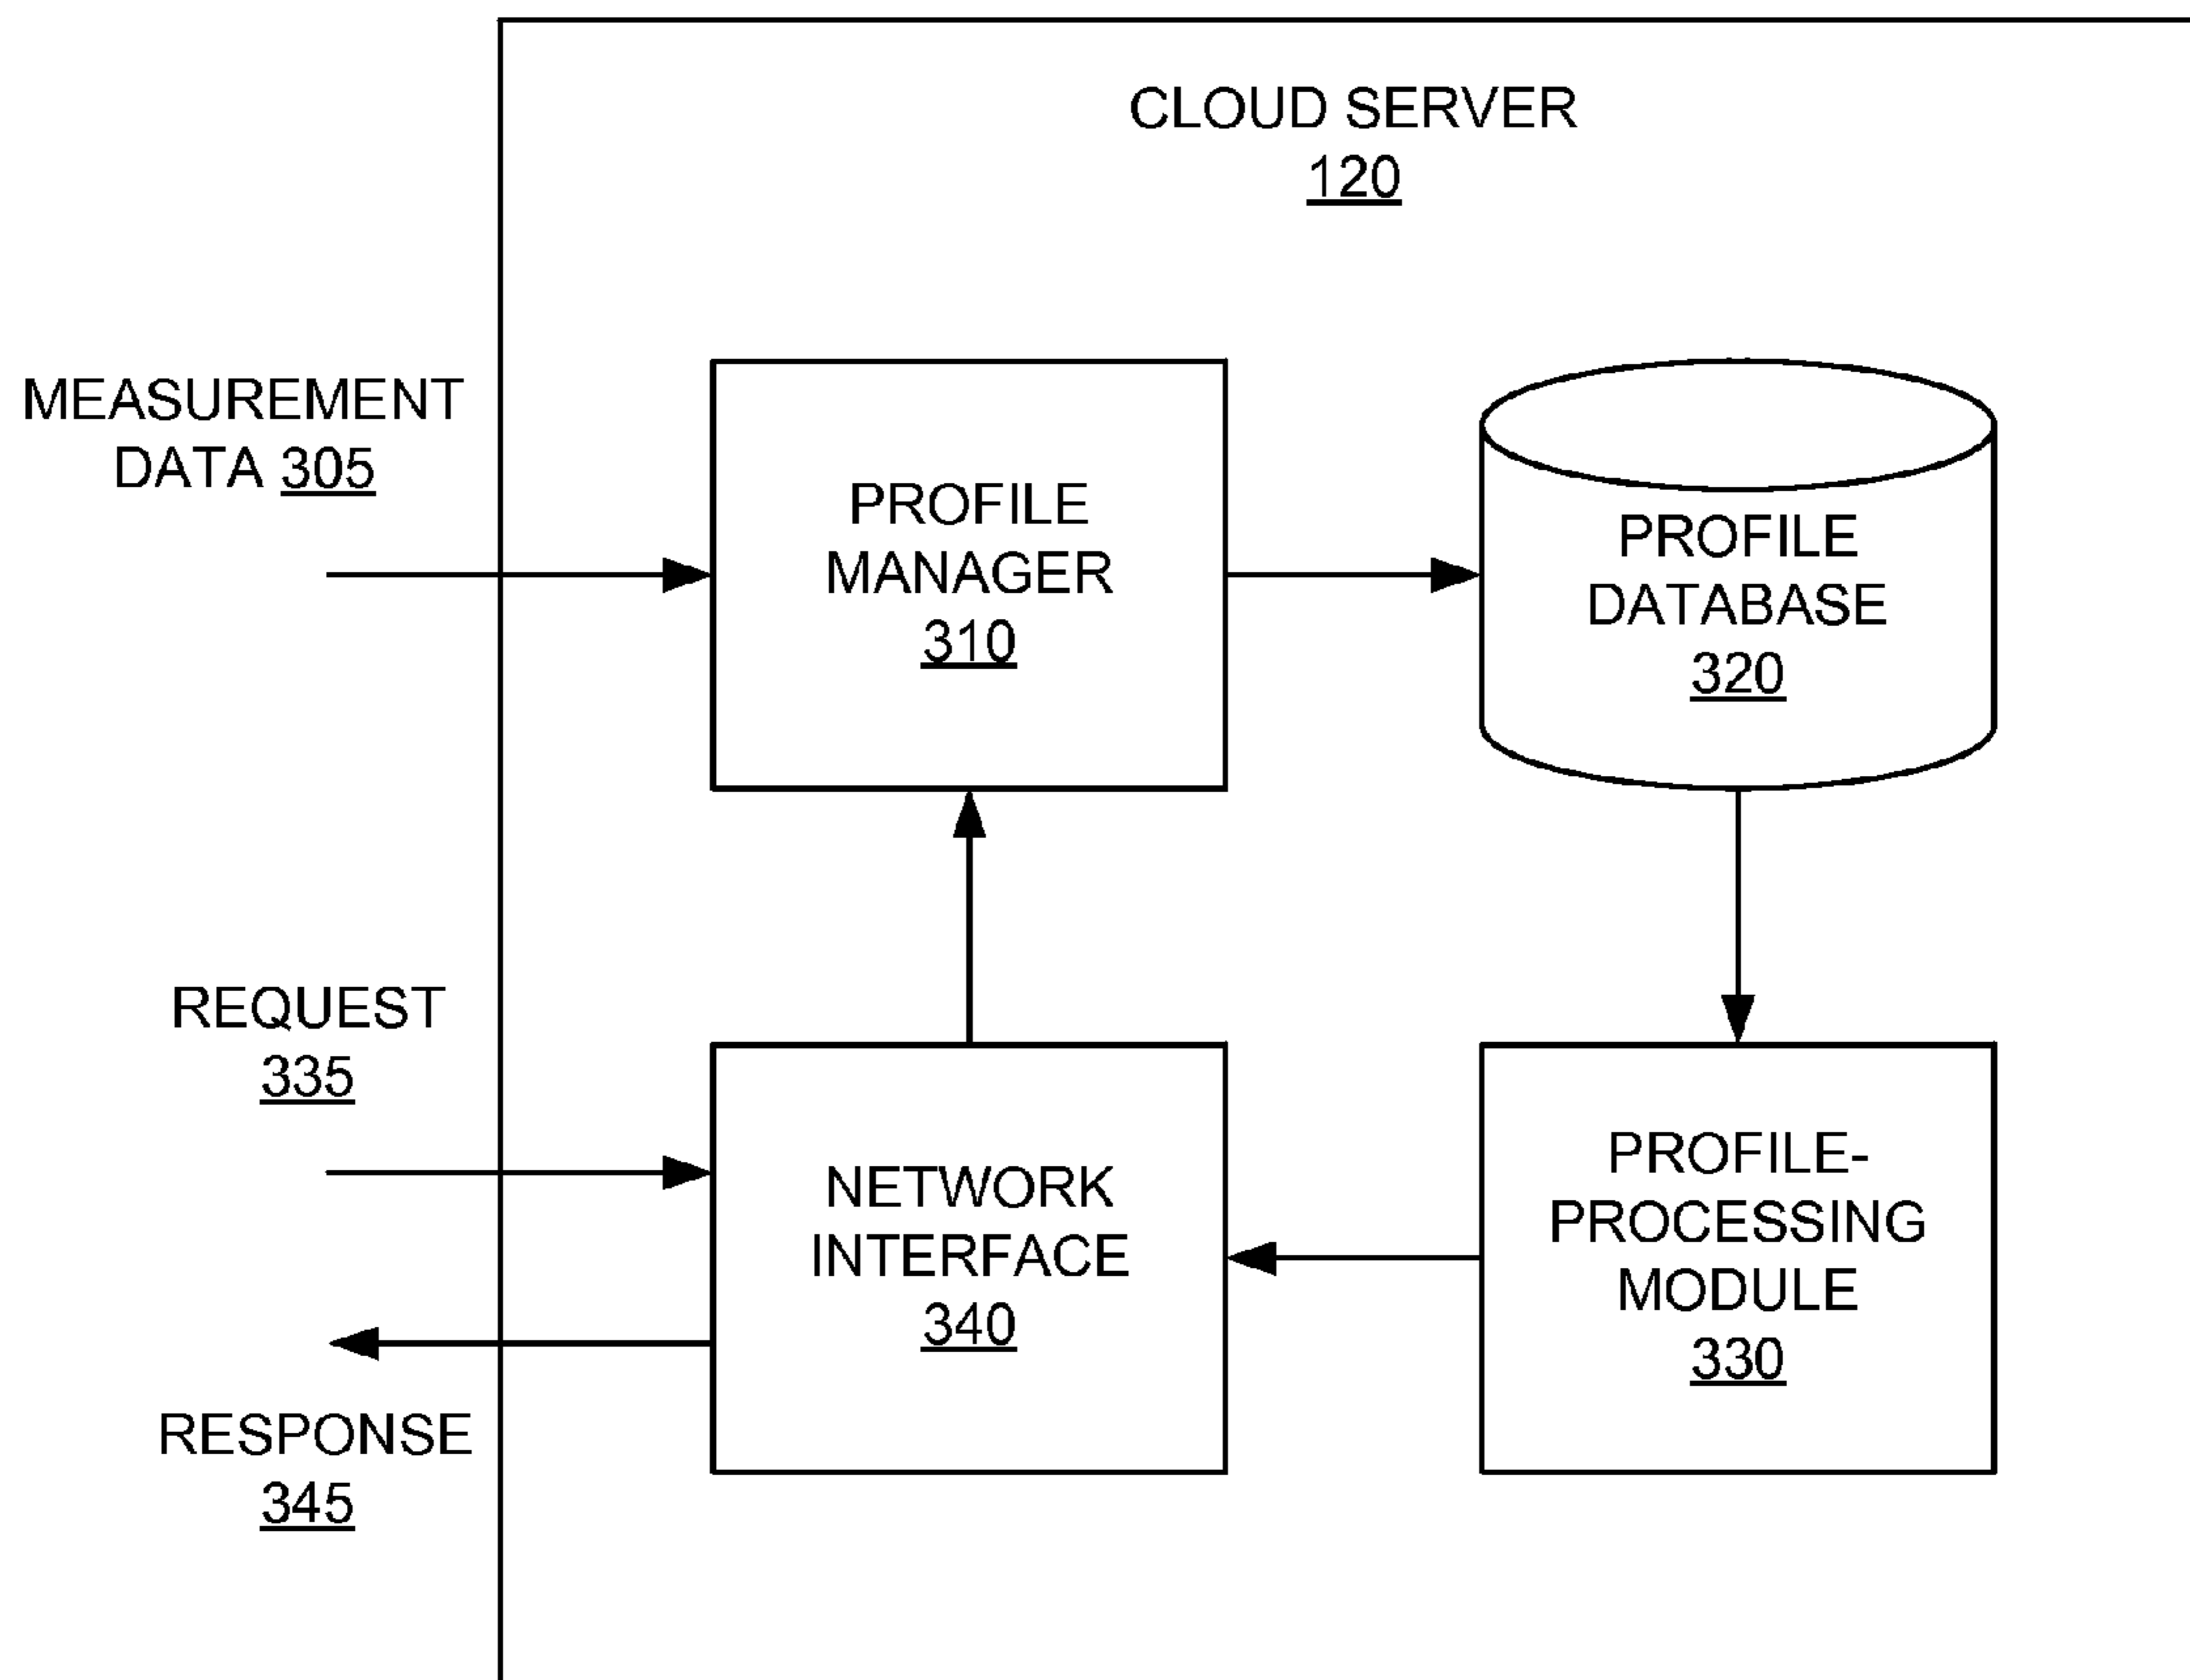 CLOUD SERVER
120
MEASUREMENT
DATA 305
PROFILE
MANAGER
310
PROFILE
DATABASE
320
REQUEST
335
NETWORK
INTERFACE
340
PROFILE-
PROCESSING
MODULE
330
RESPONSE
345